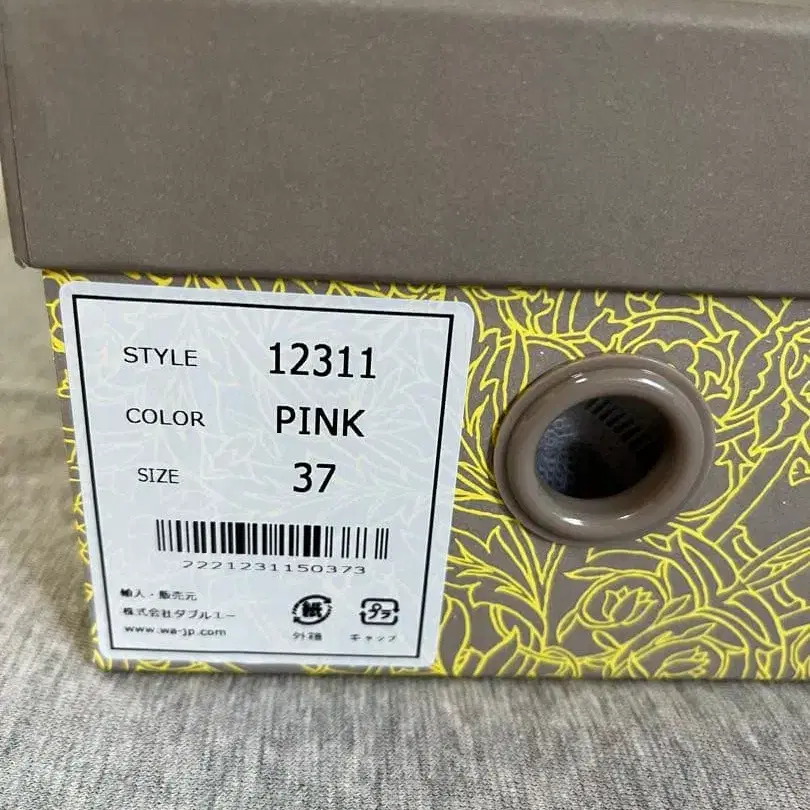 STYLE 12311
COLOR PINK
SIZE 37
2221231150373
輸入・販売元
株式会社ダブルエー
www.wa-jp.com
紙 プラ
外箱 キャップ